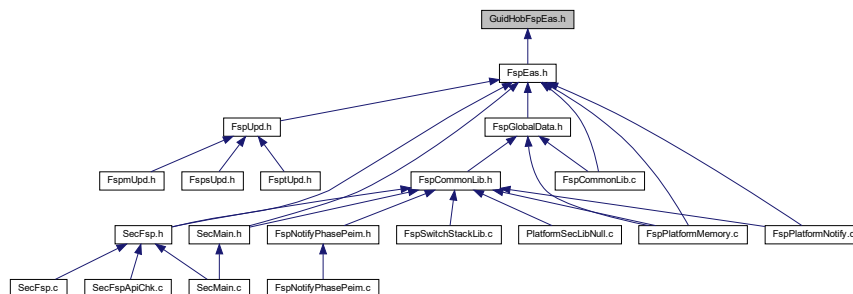 GuidHobFspEas.h
FspEas.h
FspUpd.h
FspGlobalData.h
FspmUpd.h
FspsUpd.h
FsptUpd.h
FspCommonLib.h
FspCommonLib.c
SecFsp.h
SecMain.h
FspNotifyPhasePeim.h
FspSwitchStackLib.c
PlatformSecLibNull.c
FspPlatformMemory.c
FspPlatformNotify.c
SecFsp.c
SecFspApiChk.c
SecMain.c
FspNotifyPhasePeim.c